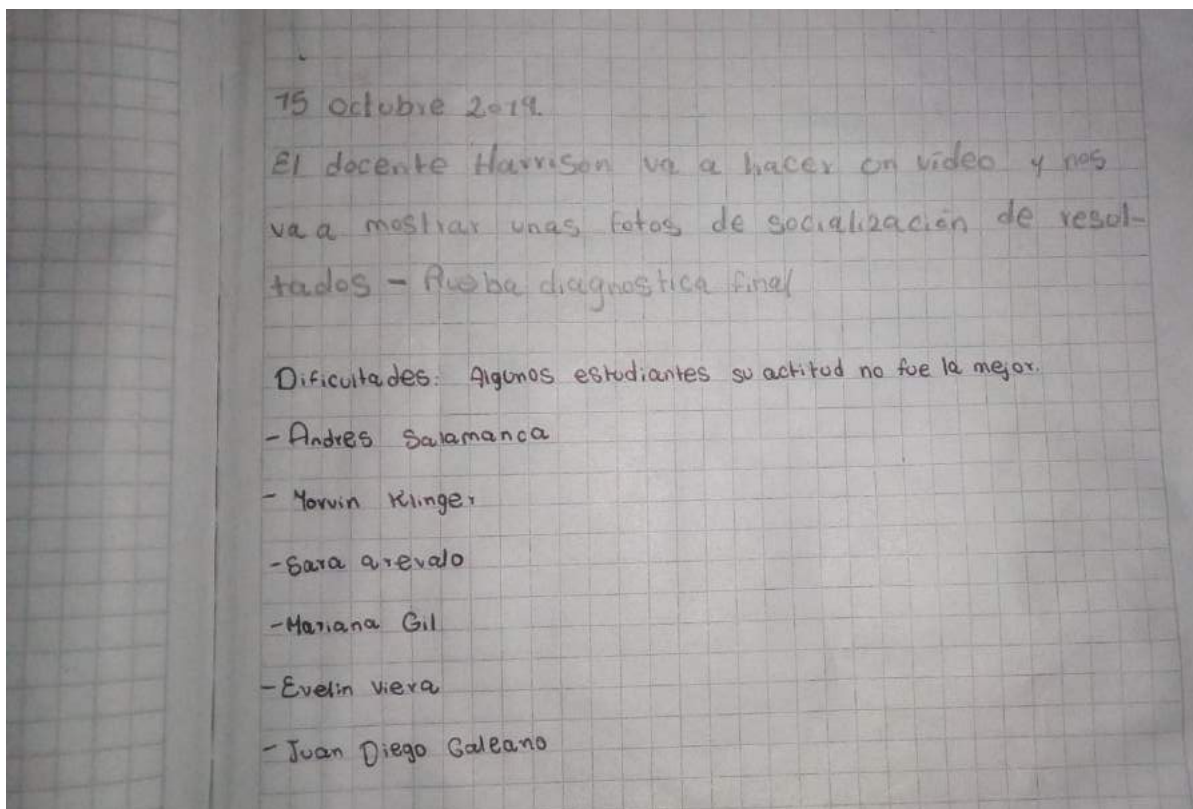 15 Octubre 2019.
El docente Harrison va a hacer on video y nos
va a mostrar unas fotos de socialización de resol-
tados - Prueba diagnostica final
Dificultades: Algunos estudiantes su actitud no fue la mejor.
- Andres Salamanca
- Yorvin Klinger
- Sara arevalo
- Mariana Gil
- Evelin viera
- Juan Diego Galeano